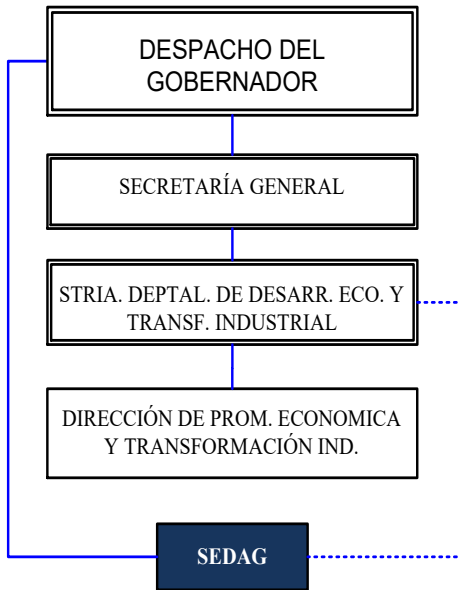 DESPACHO DEL
GOBERNADOR
SECRETARÍA GENERAL
STRIA. DEPTAL. DE DESARR. ECO. Y
TRANSF. INDUSTRIAL
DIRECCIÓN DE PROM. ECONOMICA
Y TRANSFORMACIÓN IND.
SEDAG